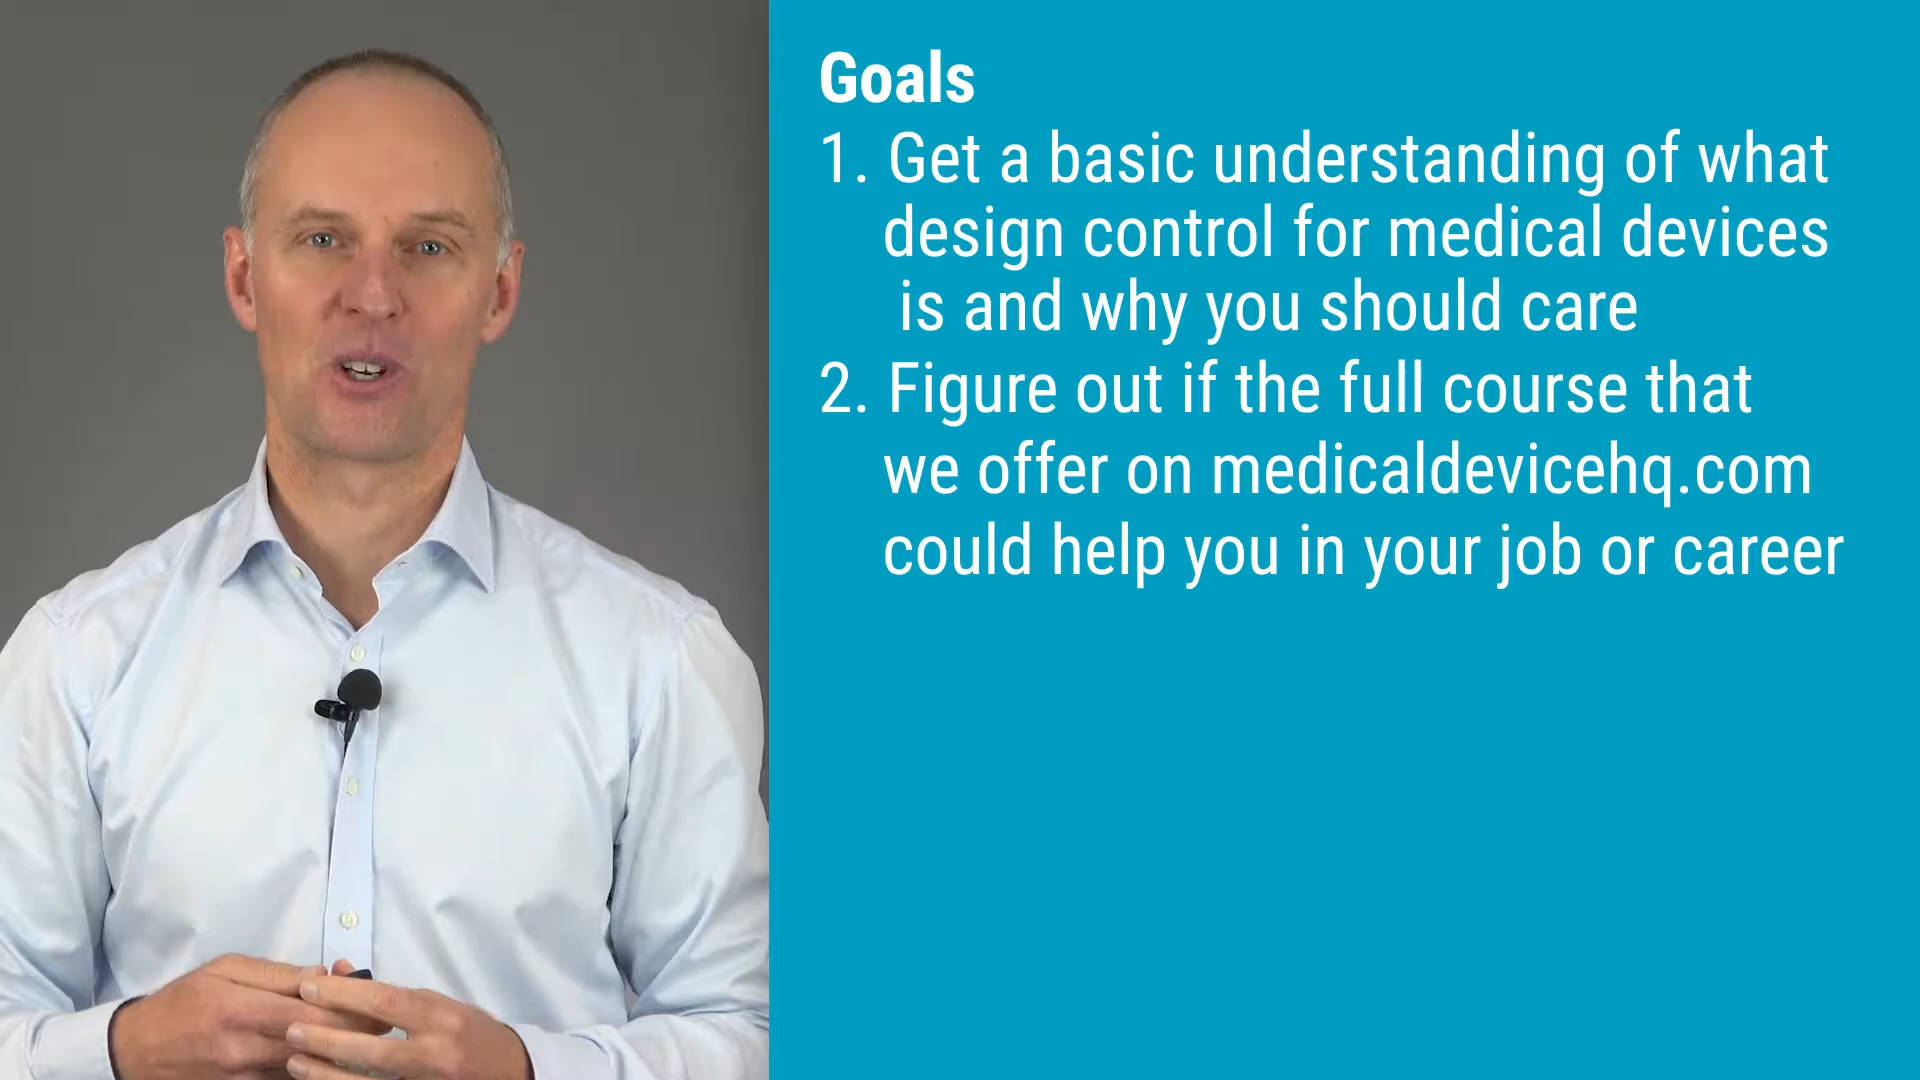 Goals
1. Get a basic understanding of what
design control for medical devices
is and why you should care
2. Figure out if the full course that
we offer on medicaldevicehq.com
could help you in your job or career